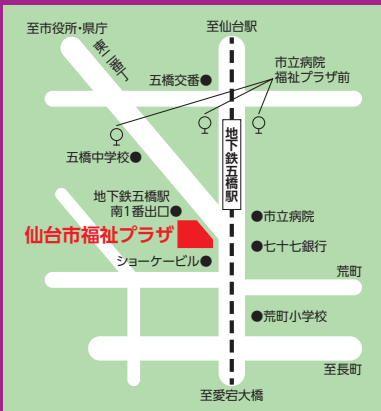 至市役所・県庁
至仙台駅
東二番丁
五橋交番●
市立病院
福祉プラザ前
地下鉄五橋駅
五橋中学校●
地下鉄五橋駅
南1番出口●
●市立病院
仙台市福祉プラザ
●七十七銀行
ショーケービル●
荒町
●荒町小学校
至長町
至愛宕大橋